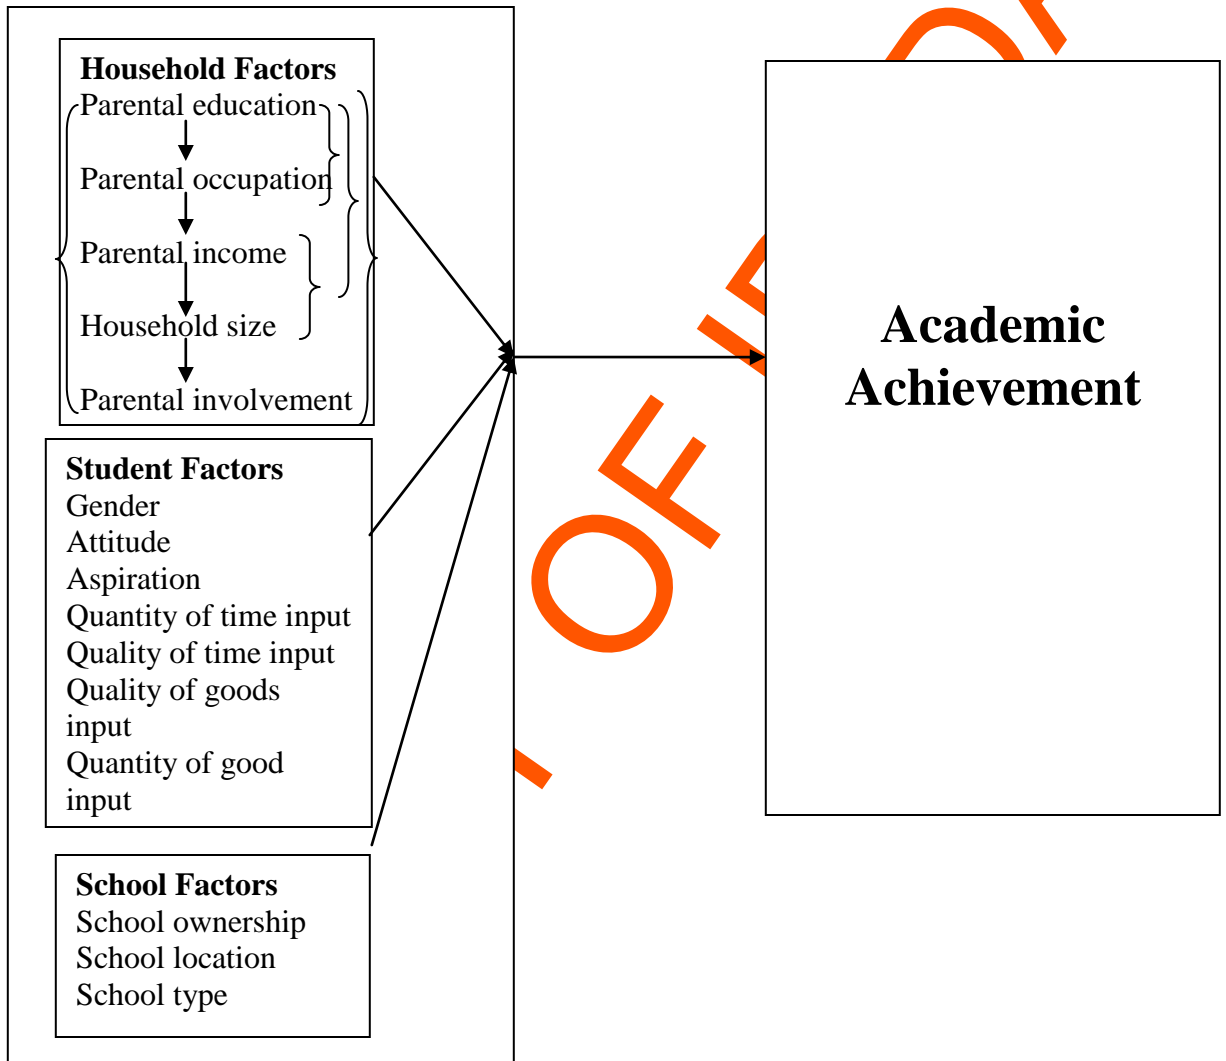 Household Factors
Parental education
Parental occupation
Parental income
Household size
Parental involvement
Student Factors
Gender
Attitude
Aspiration
Quantity of time input
Quality of time input
Quality of goods
input
Quantity of good
input
School Factors
School ownership
School location
School type
Academic
Achievement
OF